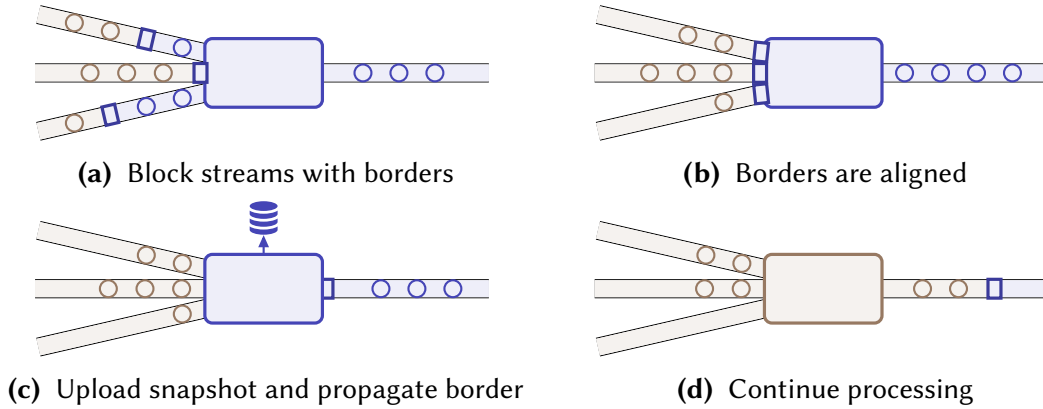 (a) Block streams with borders
(b) Borders are aligned
(c) Upload snapshot and propagate border
(d) Continue processing